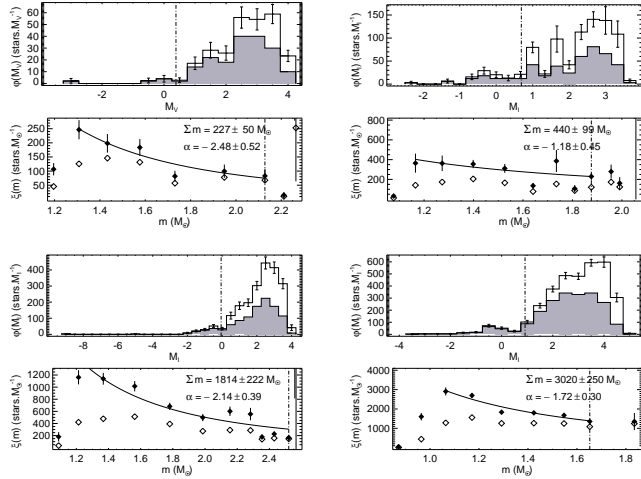 φ(M_V) (stars.M_V^-1)
60
50
40
30
20
10
0
-2 0 2 4
M_V
ξ(m) (stars.M_⊙^-1)
250
200
150
100
50
Σm = 227 ± 50 M_⊙
α = − 2.48 ± 0.52
1.2 1.4 1.6 1.8 2.0 2.2
m (M_⊙)
φ(M_I) (stars.M_I^-1)
150
100
50
0
-2 -1 0 1 2 3
M_I
ξ(m) (stars.M_⊙^-1)
800
600
400
200
0
Σm = 440 ± 99 M_⊙
α = − 1.18 ± 0.45
1.2 1.4 1.6 1.8 2.0
m (M_⊙)
φ(M_I) (stars.M_I^-1)
400
300
200
100
0
-8 -6 -4 -2 0 2 4
M_I
ξ(m) (stars.M_⊙^-1)
1200
1000
800
600
400
200
Σm = 1814 ± 222 M_⊙
α = − 2.14 ± 0.39
1.2 1.4 1.6 1.8 2.0 2.2 2.4
m (M_⊙)
φ(M_I) (stars.M_I^-1)
600
400
200
0
-4 -2 0 2 4
M_I
ξ(m) (stars.M_⊙^-1)
4000
3000
2000
1000
Σm = 3020 ± 250 M_⊙
α = − 1.72 ± 0.30
1.0 1.2 1.4 1.6 1.8
m (M_⊙)